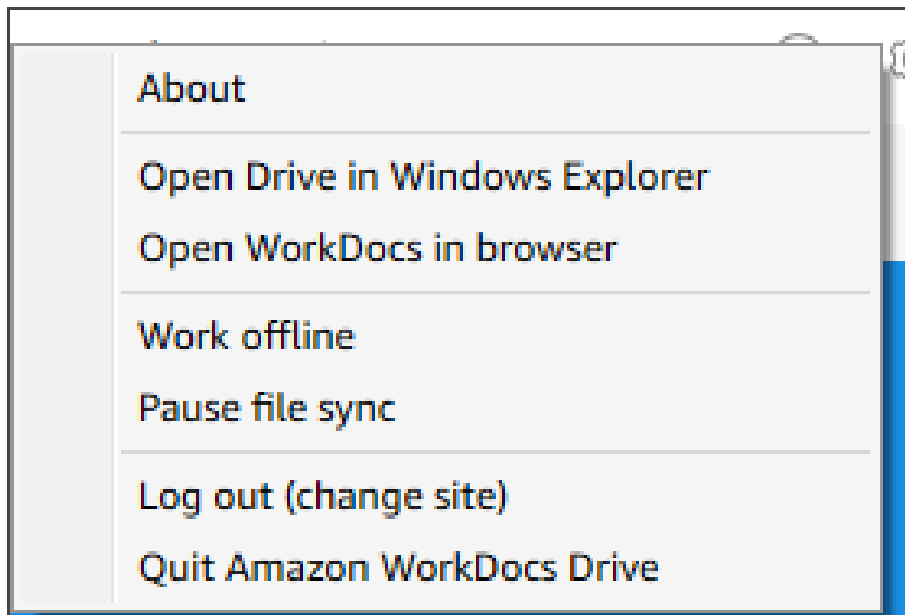 About
Open Drive in Windows Explorer
Open WorkDocs in browser
Work offline
Pause file sync
Log out (change site)
Quit Amazon WorkDocs Drive